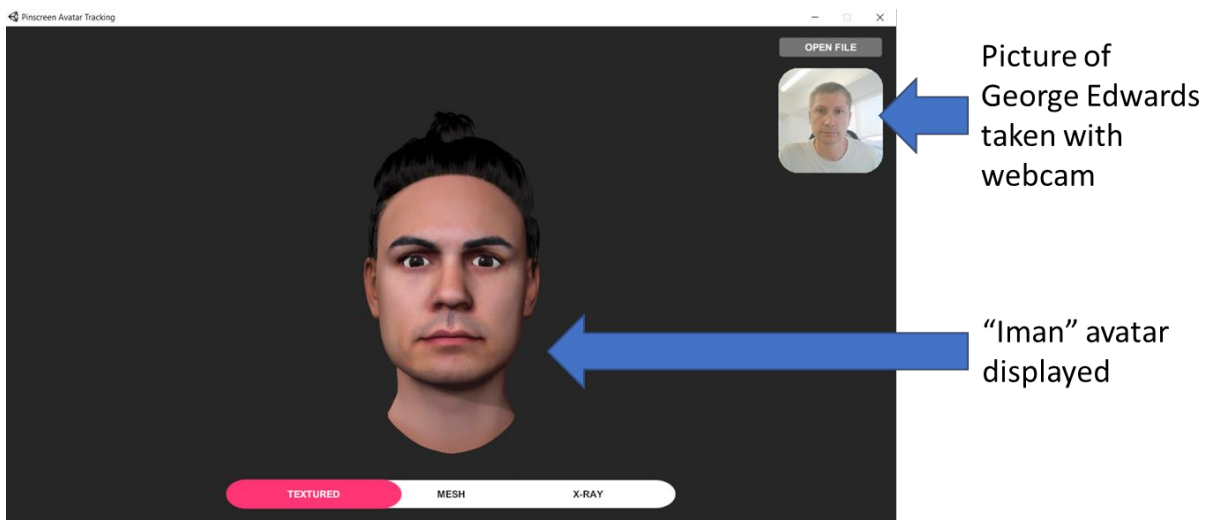 Pinscreen Avatar Tracking
OPEN FILE
Picture of
George Edwards
taken with
webcam
“Iman” avatar
displayed
TEXTURED MESH X-RAY